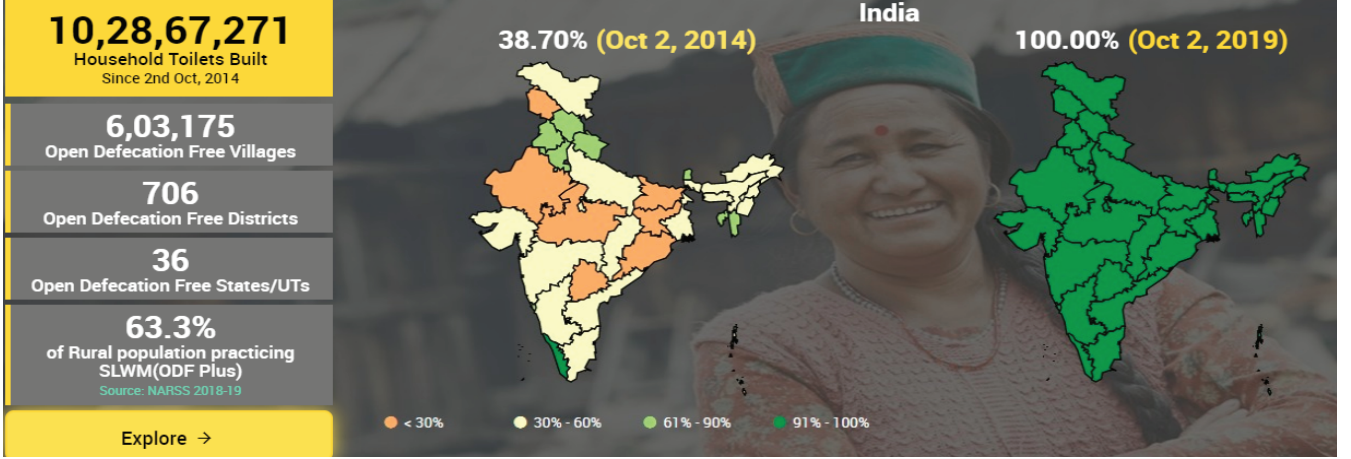 10,28,67,271
Household Toilets Built
Since 2nd Oct, 2014
6,03,175
Open Defecation Free Villages
706
Open Defecation Free Districts
36
Open Defecation Free States/UTs
63.3%
of Rural population practicing
SLWM(ODF Plus)
Source: NARSS 2018-19
Explore →
India
38.70% (Oct 2, 2014)
100.00% (Oct 2, 2019)
< 30%
30% - 60%
61% - 90%
91% - 100%